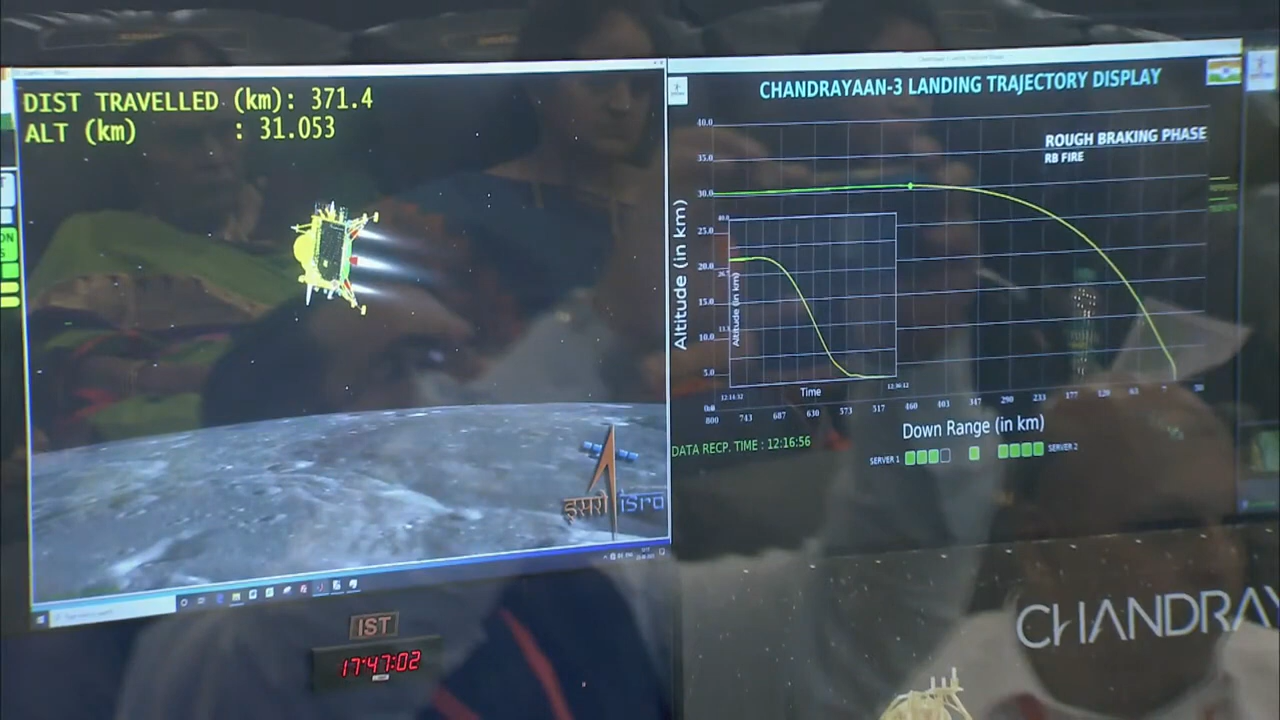 DIST TRAVELLED (km): 371.4
ALT (km) : 31.053
इसरो isro
IST
17:47:02
CHANDRAYAAN-3 LANDING TRAJECTORY DISPLAY
ROUGH BRAKING PHASE
RB FIRE
Altitude (in km)
40.0
35.0
30.0
25.0
20.0
15.0
10.0
5.0
Altitude (in km)
Time
800 743 687 630 573 517 460 403 347 290 233 177 120 63 7
Down Range (in km)
DATA RECP. TIME : 12:16:56
SERVER 1
SERVER 2
CHANDRAY